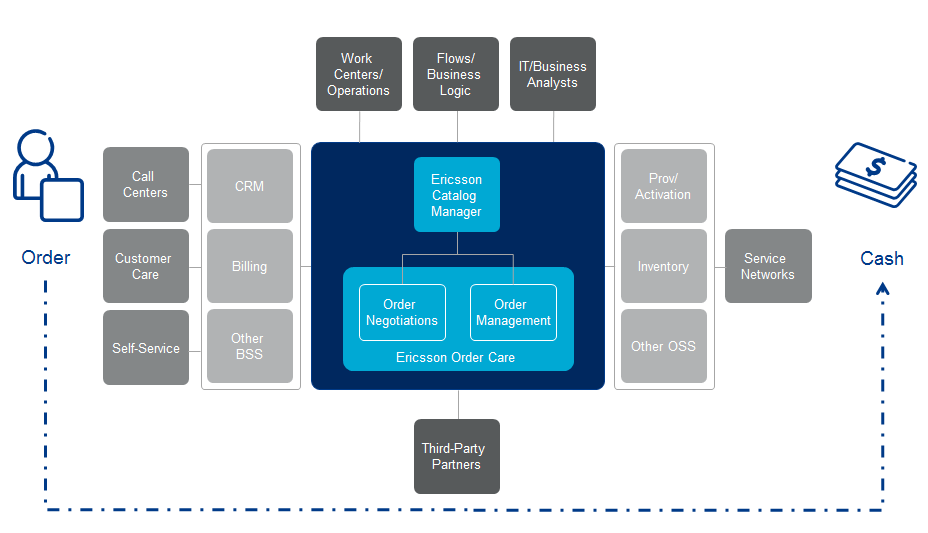 Work
Centers/
Operations
Flows/
Business
Logic
IT/Business
Analysts
Order
Call
Centers
Customer
Care
Self-Service
CRM
Billing
Other
BSS
Ericsson
Catalog
Manager
Order
Negotiations
Order
Management
Ericsson Order Care
Prov/
Activation
Inventory
Other OSS
Service
Networks
$
Cash
Third-Party
Partners